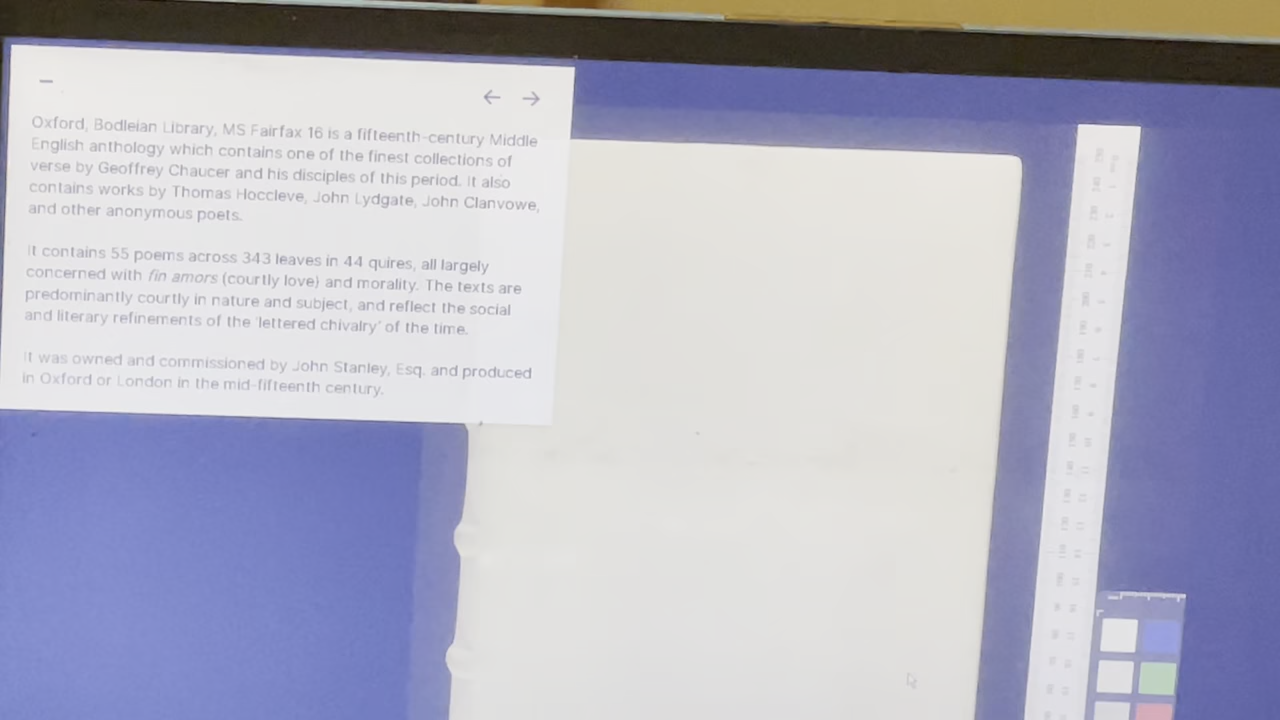 Oxford, Bodleian Library, MS Fairfax 16 is a fifteenth-century Middle
English anthology which contains one of the finest collections of
verse by Geoffrey Chaucer and his disciples of this period. It also
contains works by Thomas Hoccleve, John Lydgate, John Clanvowe,
and other anonymous poets.
It contains 55 poems across 343 leaves in 44 quires, all largely
concerned with fin amors (courtly love) and morality. The texts are
predominantly courtly in nature and subject, and reflect the social
and literary refinements of the 'lettered chivalry' of the time.
It was owned and commissioned by John Stanley, Esq. and produced
in Oxford or London in the mid-fifteenth century.